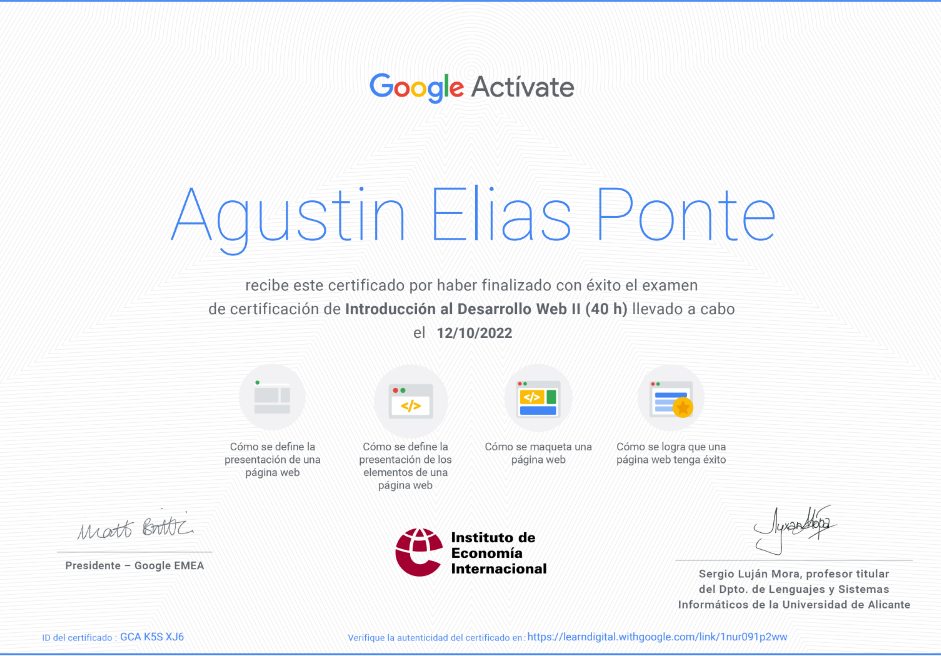 Google Actívate
Agustin Elias Ponte
recibe este certificado por haber finalizado con éxito el examen
de certificación de Introducción al Desarrollo Web II (40 h) llevado a cabo
el 12/10/2022
Cómo se define la
presentación de una
página web
Cómo se define la
presentación de los
elementos de una
página web
Cómo se maqueta una
página web
Cómo se logra que una
página web tenga éxito
Matt Brittin
Presidente – Google EMEA
Instituto de
Economía
Internacional
Sergio Luján Mora, profesor titular
del Dpto. de Lenguajes y Sistemas
Informáticos de la Universidad de Alicante
ID del certificado : GCA K5S XJ6
Verifique la autenticidad del certificado en: https://learndigital.withgoogle.com/link/1nur091p2ww